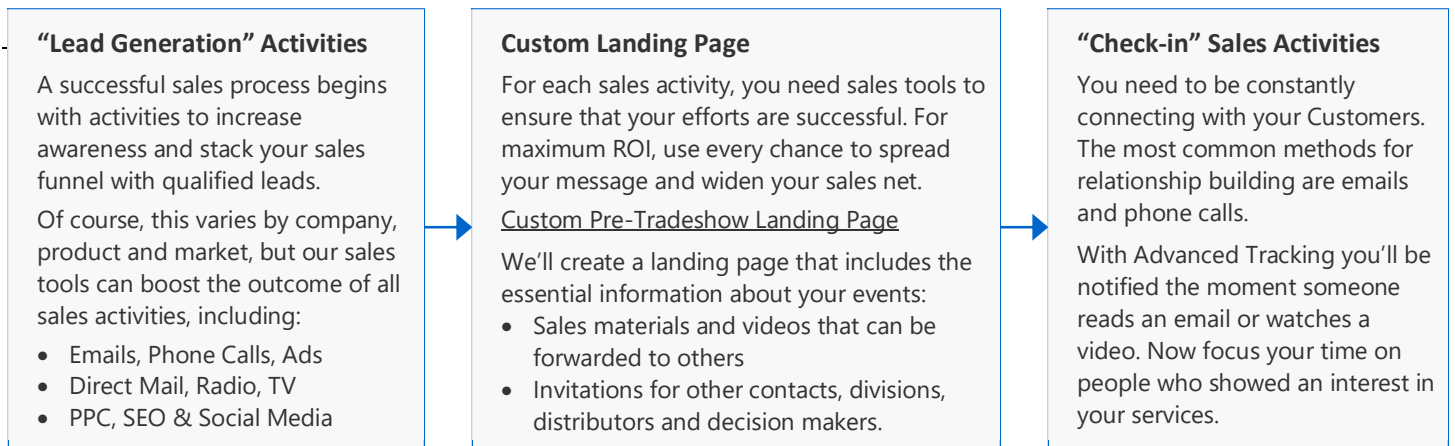 “Lead Generation” Activities
A successful sales process begins
with activities to increase
awareness and stack your sales
funnel with qualified leads.
Of course, this varies by company,
product and market, but our sales
tools can boost the outcome of all
sales activities, including:
• Emails, Phone Calls, Ads
• Direct Mail, Radio, TV
• PPC, SEO & Social Media
Custom Landing Page
For each sales activity, you need sales tools to
ensure that your efforts are successful. For
maximum ROI, use every chance to spread
your message and widen your sales net.
Custom Pre-Tradeshow Landing Page
We’ll create a landing page that includes the
essential information about your events:
• Sales materials and videos that can be
forwarded to others
• Invitations for other contacts, divisions,
distributors and decision makers.
“Check-in” Sales Activities
You need to be constantly
connecting with your Customers.
The most common methods for
relationship building are emails
and phone calls.
With Advanced Tracking you’ll be
notified the moment someone
reads an email or watches a
video. Now focus your time on
people who showed an interest in
your services.